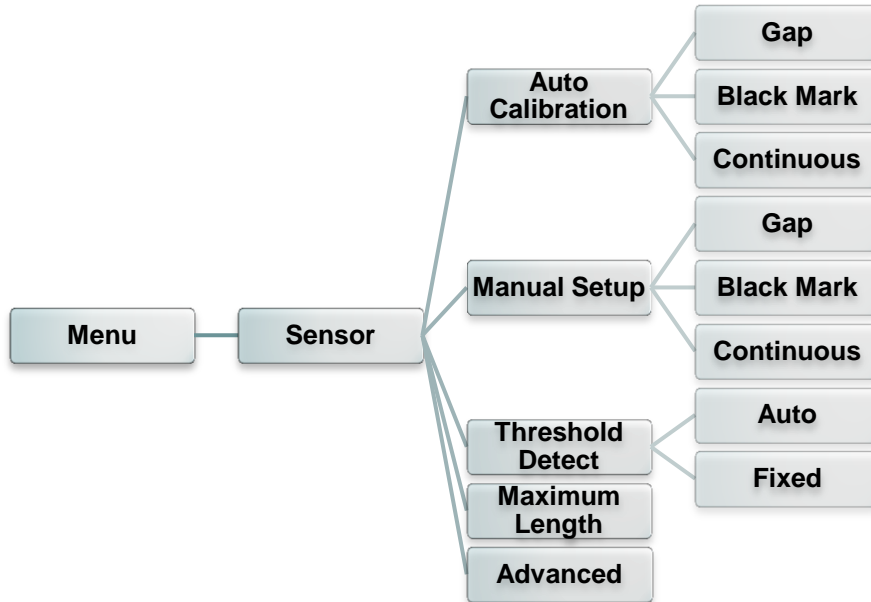 Menu
Sensor
Auto
Calibration
Gap
Black Mark
Continuous
Manual Setup
Gap
Black Mark
Continuous
Threshold
Detect
Auto
Fixed
Maximum
Length
Advanced